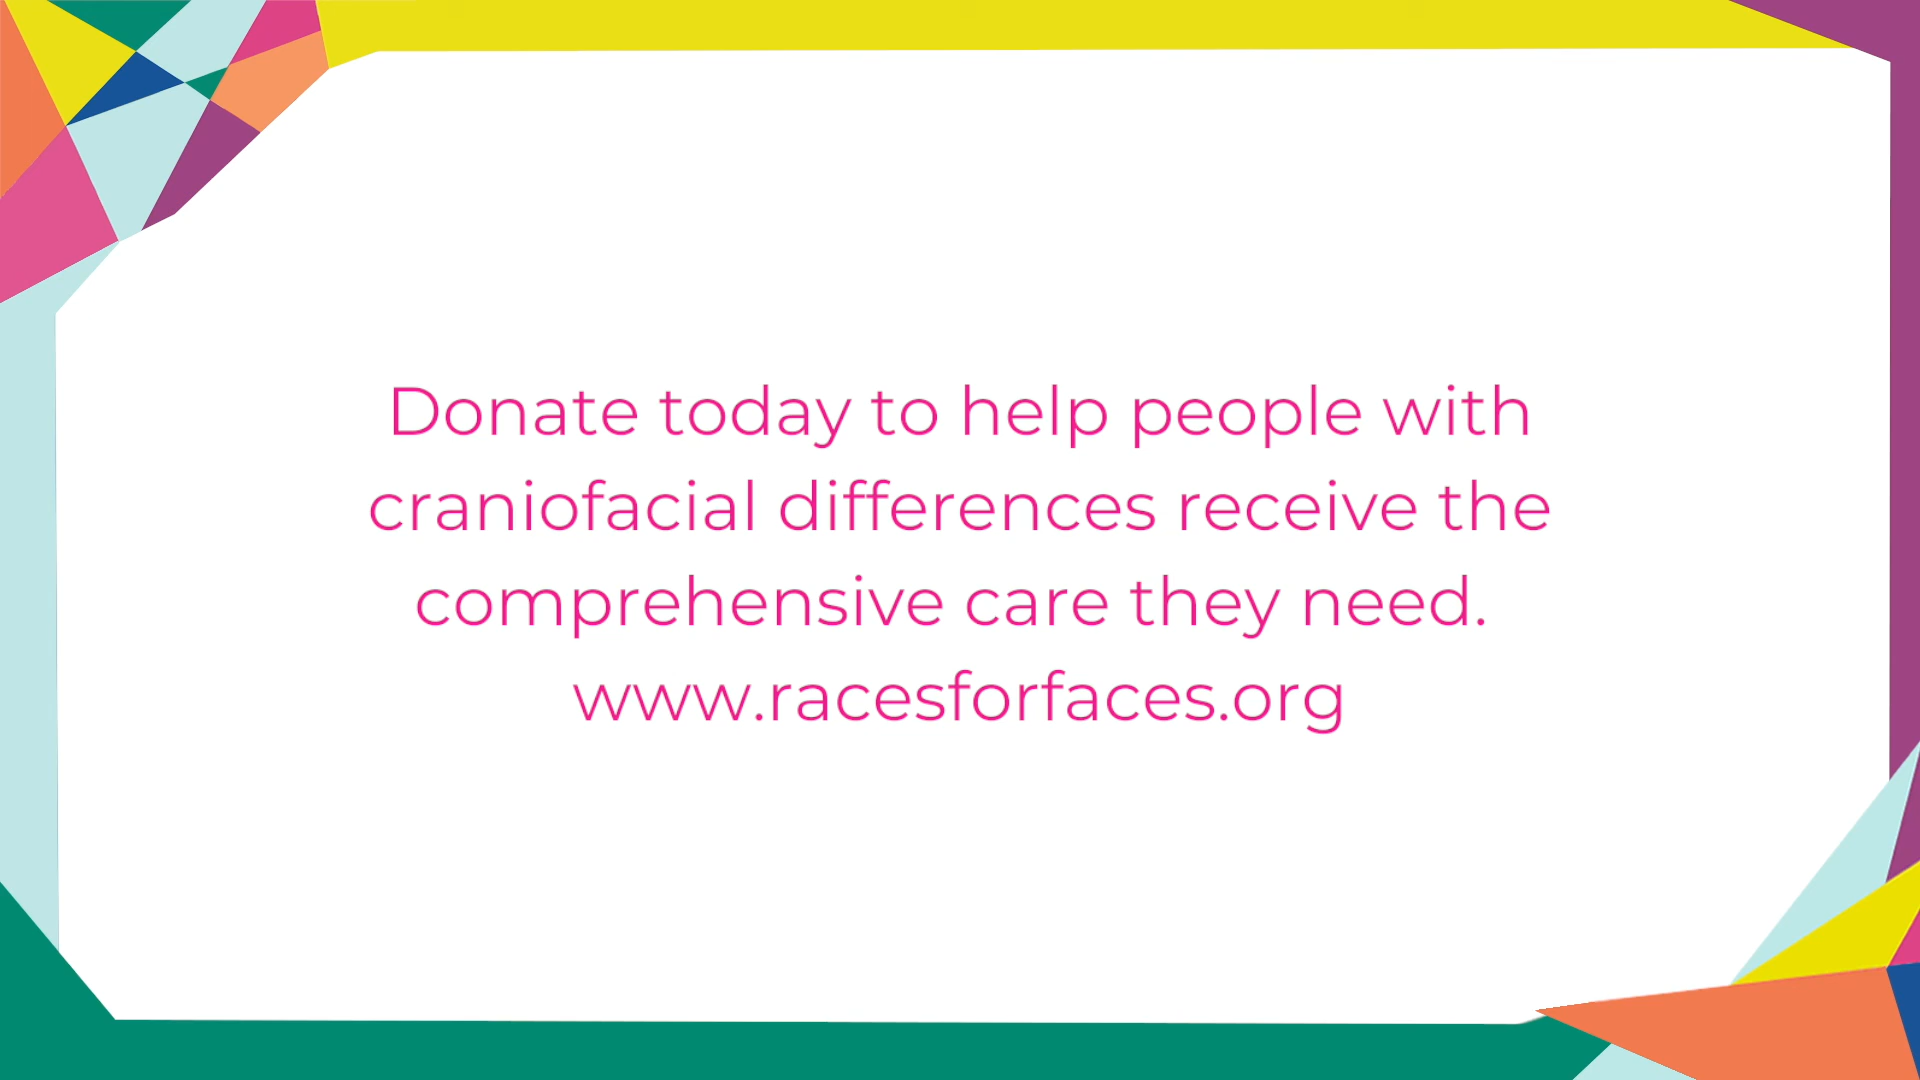 Donate today to help people with
craniofacial differences receive the
comprehensive care they need.
www.racesforfaces.org